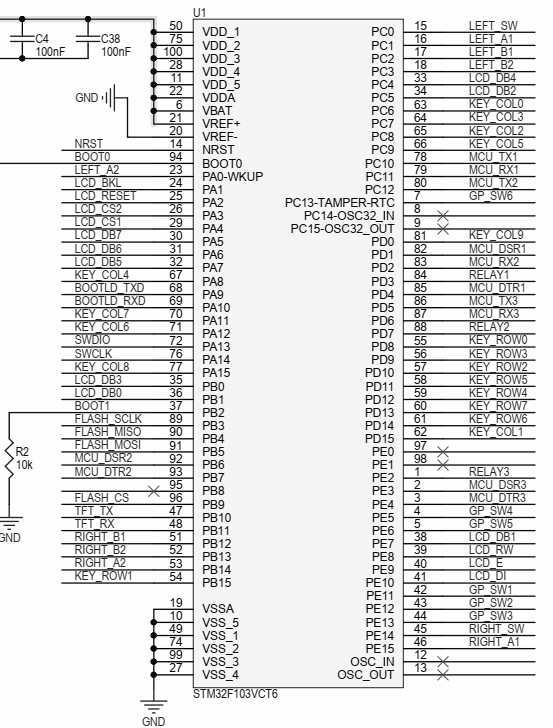 U1
C4
100nF
C38
100nF
GND
50 VDD_1
75 VDD_2
100 VDD_3
28 VDD_4
11 VDD_5
22 VDDA
6 VBAT
21 VREF+
20 VREF-
NRST 14 NRST
BOOT0 94 BOOT0
LEFT_A2 23 PA0-WKUP
LCD_BKL 24 PA1
LCD_RESET 25 PA2
LCD_CS2 26 PA3
LCD_CS1 29 PA4
LCD_DB7 30 PA5
LCD_DB6 31 PA6
LCD_DB5 32 PA7
KEY_COL4 67 PA8
BOOTLD_TXD 68 PA9
BOOTLD_RXD 69 PA10
KEY_COL7 70 PA11
KEY_COL6 71 PA12
SWDIO 72 PA13
SWCLK 76 PA14
KEY_COL8 77 PA15
LCD_DB3 35 PB0
LCD_DB0 36 PB1
BOOT1 37 PB2
FLASH_SCLK 89 PB3
FLASH_MISO 90 PB4
FLASH_MOSI 91 PB5
MCU_DSR2 92 PB6
MCU_DTR2 93 PB7
95 PB8
FLASH_CS 96 PB9
TFT_TX 47 PB10
TFT_RX 48 PB11
RIGHT_B1 51 PB12
RIGHT_B2 52 PB13
RIGHT_A2 53 PB14
KEY_ROW1 54 PB15
19 VSSA
10 VSS_5
49 VSS_1
74 VSS_2
99 VSS_3
27 VSS_4
R2
10k
GND
GND
PC0 15 LEFT_SW
PC1 16 LEFT_A1
PC2 17 LEFT_B1
PC3 18 LEFT_B2
PC4 33 LCD_DB4
PC5 34 LCD_DB2
PC6 63 KEY_COL0
PC7 64 KEY_COL3
PC8 65 KEY_COL2
PC9 66 KEY_COL5
PC10 78 MCU_TX1
PC11 79 MCU_RX1
PC12 80 MCU_TX2
PC13-TAMPER-RTC 7 GP_SW6
PC14-OSC32_IN 8
PC15-OSC32_OUT 9
PD0 81 KEY_COL9
PD1 82 MCU_DSR1
PD2 83 MCU_RX2
PD3 84 RELAY1
PD4 85 MCU_DTR1
PD5 86 MCU_TX3
PD6 87 MCU_RX3
PD7 88 RELAY2
PD8 55 KEY_ROW0
PD9 56 KEY_ROW3
PD10 57 KEY_ROW2
PD11 58 KEY_ROW5
PD12 59 KEY_ROW4
PD13 60 KEY_ROW7
PD14 61 KEY_ROW6
PD15 62 KEY_COL1
PE0 97
PE1 98
PE2 1 RELAY3
PE3 2 MCU_DSR3
PE4 3 MCU_DTR3
PE5 4 GP_SW4
PE6 5 GP_SW5
PE7 38 LCD_DB1
PE8 39 LCD_RW
PE9 40 LCD_E
PE10 41 LCD_DI
PE11 42 GP_SW1
PE12 43 GP_SW2
PE13 44 GP_SW3
PE14 45 RIGHT_SW
PE15 46 RIGHT_A1
OSC_IN 12
OSC_OUT 13
STM32F103VCT6